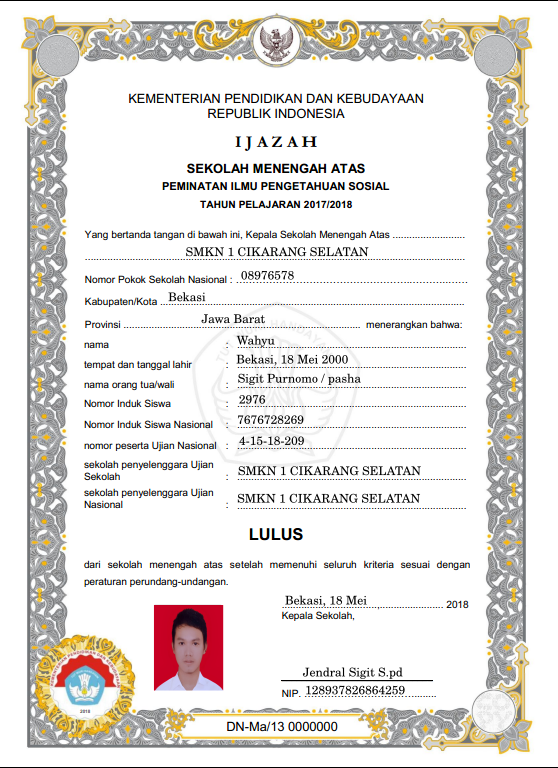 KEMENTERIAN PENDIDIKAN DAN KEBUDAYAAN
REPUBLIK INDONESIA
I J A Z A H
SEKOLAH MENENGAH ATAS
PEMINATAN ILMU PENGETAHUAN SOSIAL
TAHUN PELAJARAN 2017/2018
Yang bertanda tangan di bawah ini, Kepala Sekolah Menengah Atas
SMKN 1 CIKARANG SELATAN
Nomor Pokok Sekolah Nasional : 08976578
Kabupaten/Kota Bekasi
Provinsi Jawa Barat menerangkan bahwa:
nama : Wahyu
tempat dan tanggal lahir : Bekasi, 18 Mei 2000
nama orang tua/wali : Sigit Purnomo / pasha
Nomor Induk Siswa : 2976
Nomor Induk Siswa Nasional : 7676728269
nomor peserta Ujian Nasional : 4-15-18-209
sekolah penyelenggara Ujian
Sekolah : SMKN 1 CIKARANG SELATAN
sekolah penyelenggara Ujian
Nasional : SMKN 1 CIKARANG SELATAN
LULUS
dari sekolah menengah atas setelah memenuhi seluruh kriteria sesuai dengan
peraturan perundang-undangan.
Bekasi, 18 Mei , 2018
Kepala Sekolah,
Jendral Sigit S.pd
NIP. 128937826864259
2018
DN-Ma/13 0000000